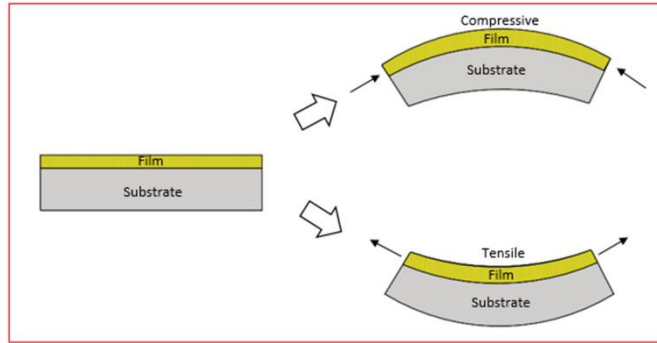 Compressive
Film
Substrate
Film
Substrate
Tensile
Film
Substrate